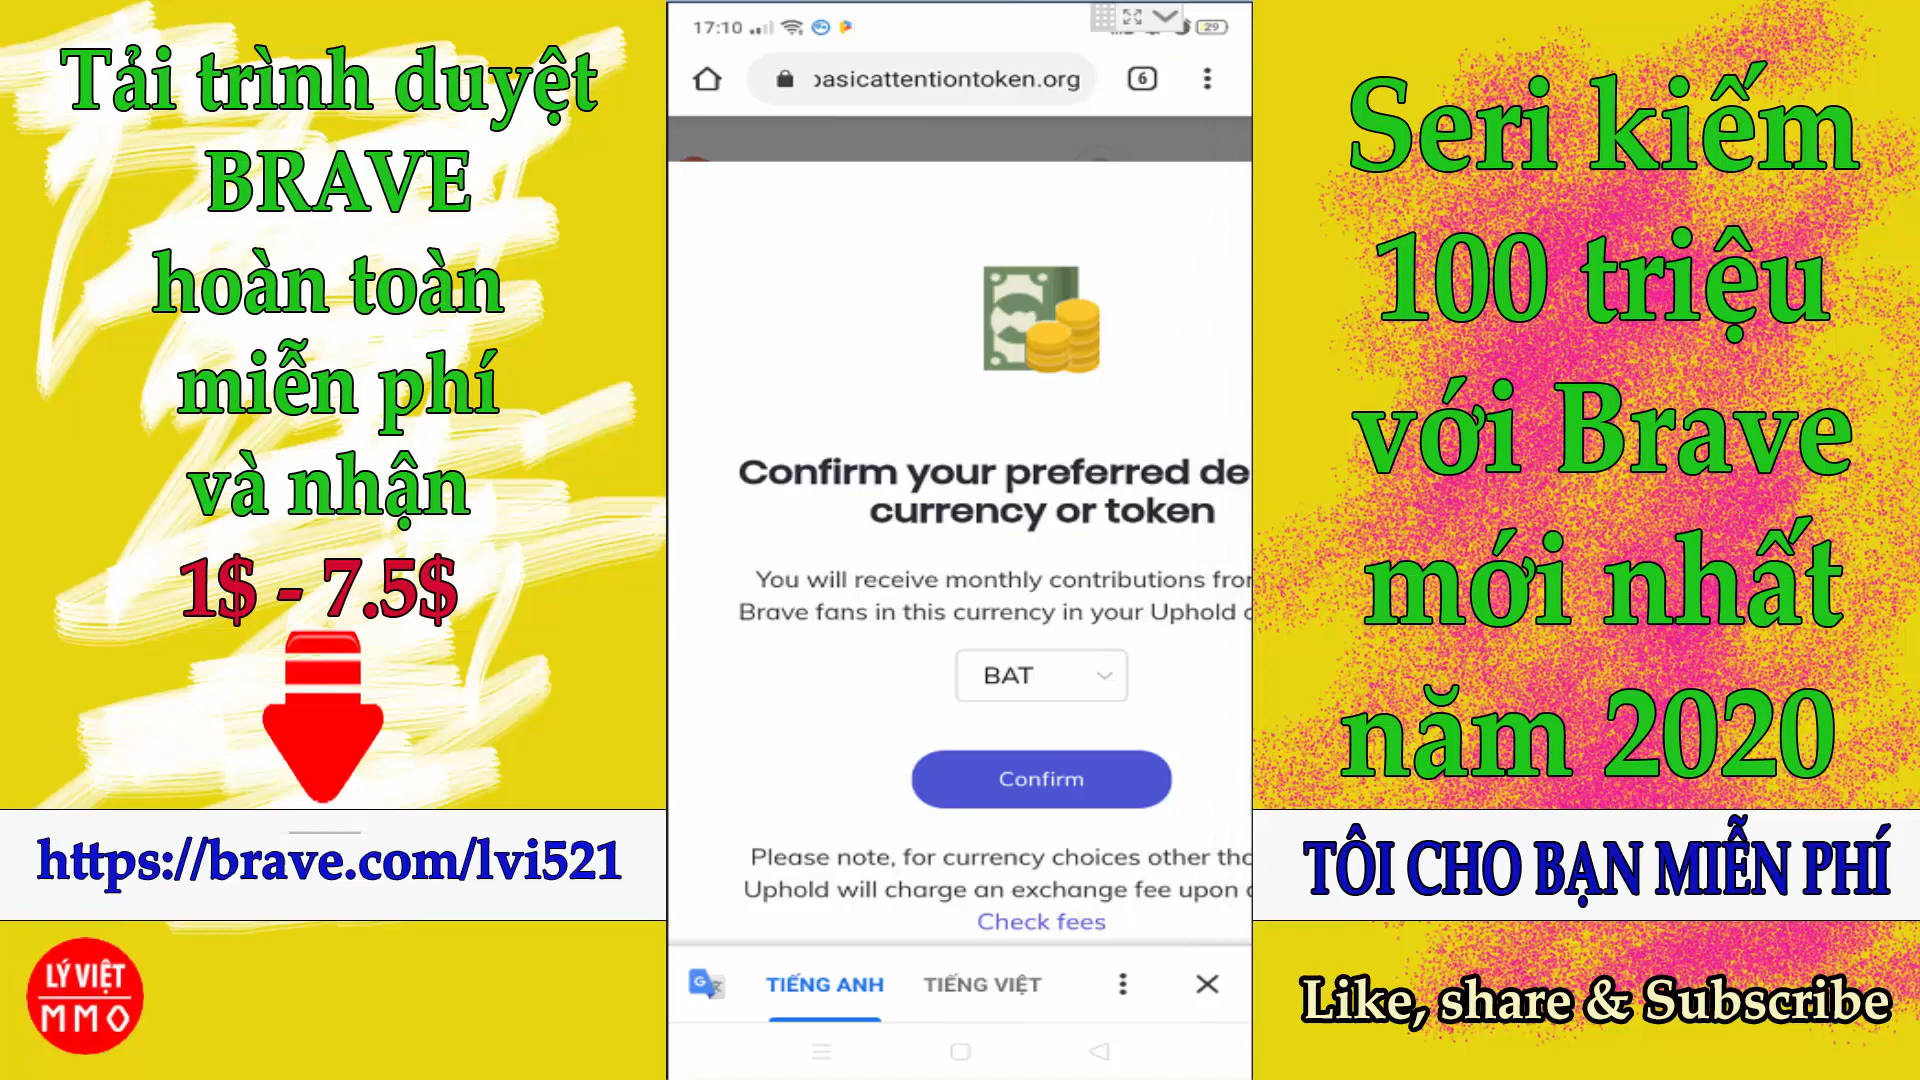 Tải trình duyệt
BRAVE
hoàn toàn
miễn phí
và nhận
1$ - 7.5$
https://brave.com/lvi521
LÝ VIỆT
MMO
17:10
29
basicattentiontoken.org
6
Confirm your preferred de
currency or token
You will receive monthly contributions from
Brave fans in this currency in your Uphold
BAT
Confirm
Please note, for currency choices other tha
Uphold will charge an exchange fee upon
Check fees
TIẾNG ANH
TIẾNG VIỆT
Seri kiếm
100 triệu
với Brave
mới nhất
năm 2020
TÔI CHO BẠN MIỄN PHÍ
Like, share & Subscribe